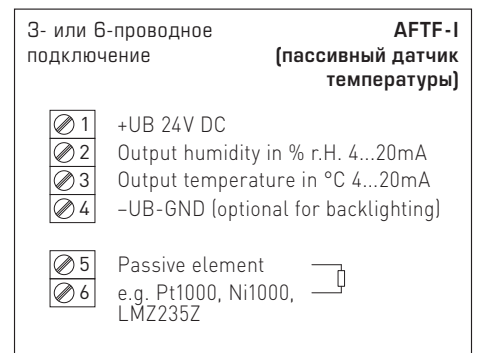 3- или 6-проводное
подключение
AFTF-I
(пассивный датчик
температуры)
1 +UB 24V DC
2 Output humidity in % r.H. 4...20mA
3 Output temperature in °C 4...20mA
4 –UB-GND (optional for backlighting)
5 Passive element
6 e.g. Pt1000, Ni1000,
LMZ235Z